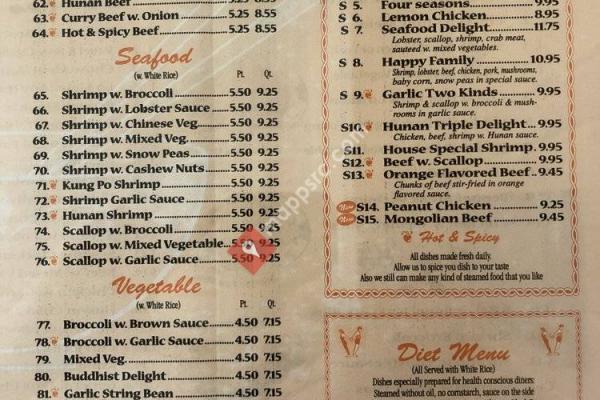 62. Hunan Beef 5.25 8.55
63. Curry Beef w. Onion 5.25 8.55
64. Hot & Spicy Beef 5.25 8.55
Seafood
(w. White Rice) Pt. Qt.
65. Shrimp w. Broccoli 5.50 9.25
66. Shrimp w. Lobster Sauce 5.50 9.25
67. Shrimp w. Chinese Veg. 5.50 9.25
68. Shrimp w. Mixed Veg. 5.50 9.25
69. Shrimp w. Snow Peas 5.50 9.25
70. Shrimp w. Cashew Nuts 5.50 9.25
71. Kung Po Shrimp 5.50 9.25
72. Shrimp Garlic Sauce 5.50 9.25
73. Hunan Shrimp 5.50 9.25
74. Scallop w. Broccoli 5.50 9.25
75. Scallop w. Mixed Vegetable 5.50 9.25
76. Scallop w. Garlic Sauce 5.50 9.25
Vegetable
(w. White Rice) Pt. Qt.
77. Broccoli w. Brown Sauce 4.50 7.15
78. Broccoli w. Garlic Sauce 4.50 7.15
79. Mixed Veg. 4.50 7.15
80. Buddhist Delight 4.50 7.15
81. Garlic String Bean 4.50 7.15
S 5. Four seasons 8.95
S 6. Lemon Chicken 8.95
S 7. Seafood Delight 11.75
Lobster, scallop, shrimp, crab meat,
sauteed w. mixed vegetables.
S 8. Happy Family 10.95
Shrimp, lobster, beef, chicken, pork, mushrooms,
baby corn, snow peas in special sauce.
S 9. Garlic Two Kinds 9.95
Shrimp & scallop w. broccoli & mush-
rooms in garlic sauce.
S10. Hunan Triple Delight 9.95
Chicken, beef, shrimp w. Hunan sauce.
S11. House Special Shrimp 9.95
S12. Beef w. Scallop 9.95
S13. Orange Flavored Beef 9.45
Chunks of beef stir-fried in orange
flavored sauce.
New S14. Peanut Chicken 9.25
New S15. Mongolian Beef 9.45
Hot & Spicy
All dishes made fresh daily.
Allow us to spice you dish to your taste
Also we still can make any kind of steamed food that you like
Diet Menu
(All Served with White Rice)
Dishes especially prepared for health conscious diners:
Steamed without oil, no cornstarch, sauce on the side